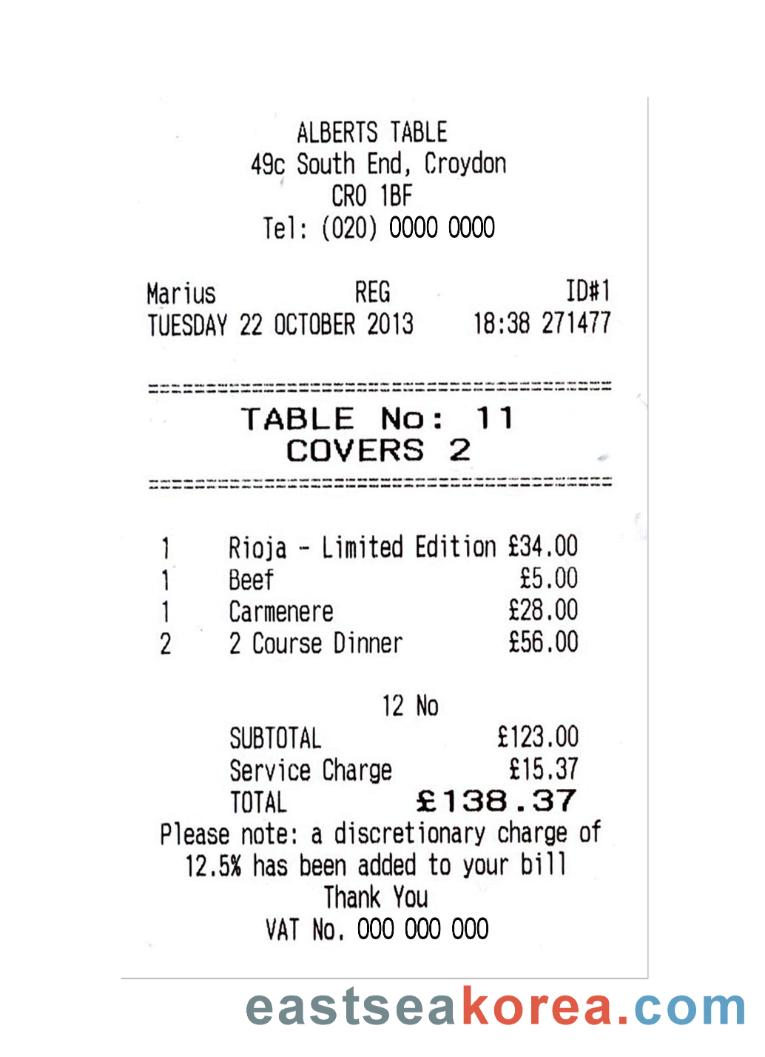 ALBERTS TABLE
49c South End, Croydon
CR0 1BF
Tel: (020) 0000 0000
Marius REG ID#1
TUESDAY 22 OCTOBER 2013 18:38 271477
========================================
TABLE No: 11
COVERS 2
========================================
1 Rioja - Limited Edition £34.00
1 Beef £5.00
1 Carmenere £28.00
2 2 Course Dinner £56.00
12 No
SUBTOTAL £123.00
Service Charge £15.37
TOTAL £138.37
Please note: a discretionary charge of
12.5% has been added to your bill
Thank You
VAT No. 000 000 000
eastseakorea.com